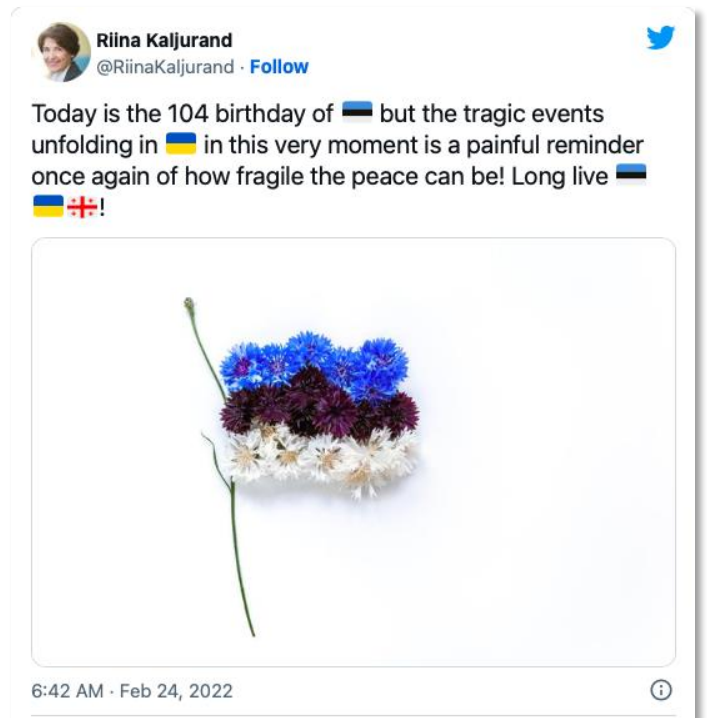 Riina Kaljurand
@RiinaKaljurand · Follow
Today is the 104 birthday of 🇪🇪 but the tragic events
unfolding in 🇺🇦 in this very moment is a painful reminder
once again of how fragile the peace can be! Long live 🇪🇪
🇺🇦🇬🇪!
6:42 AM · Feb 24, 2022